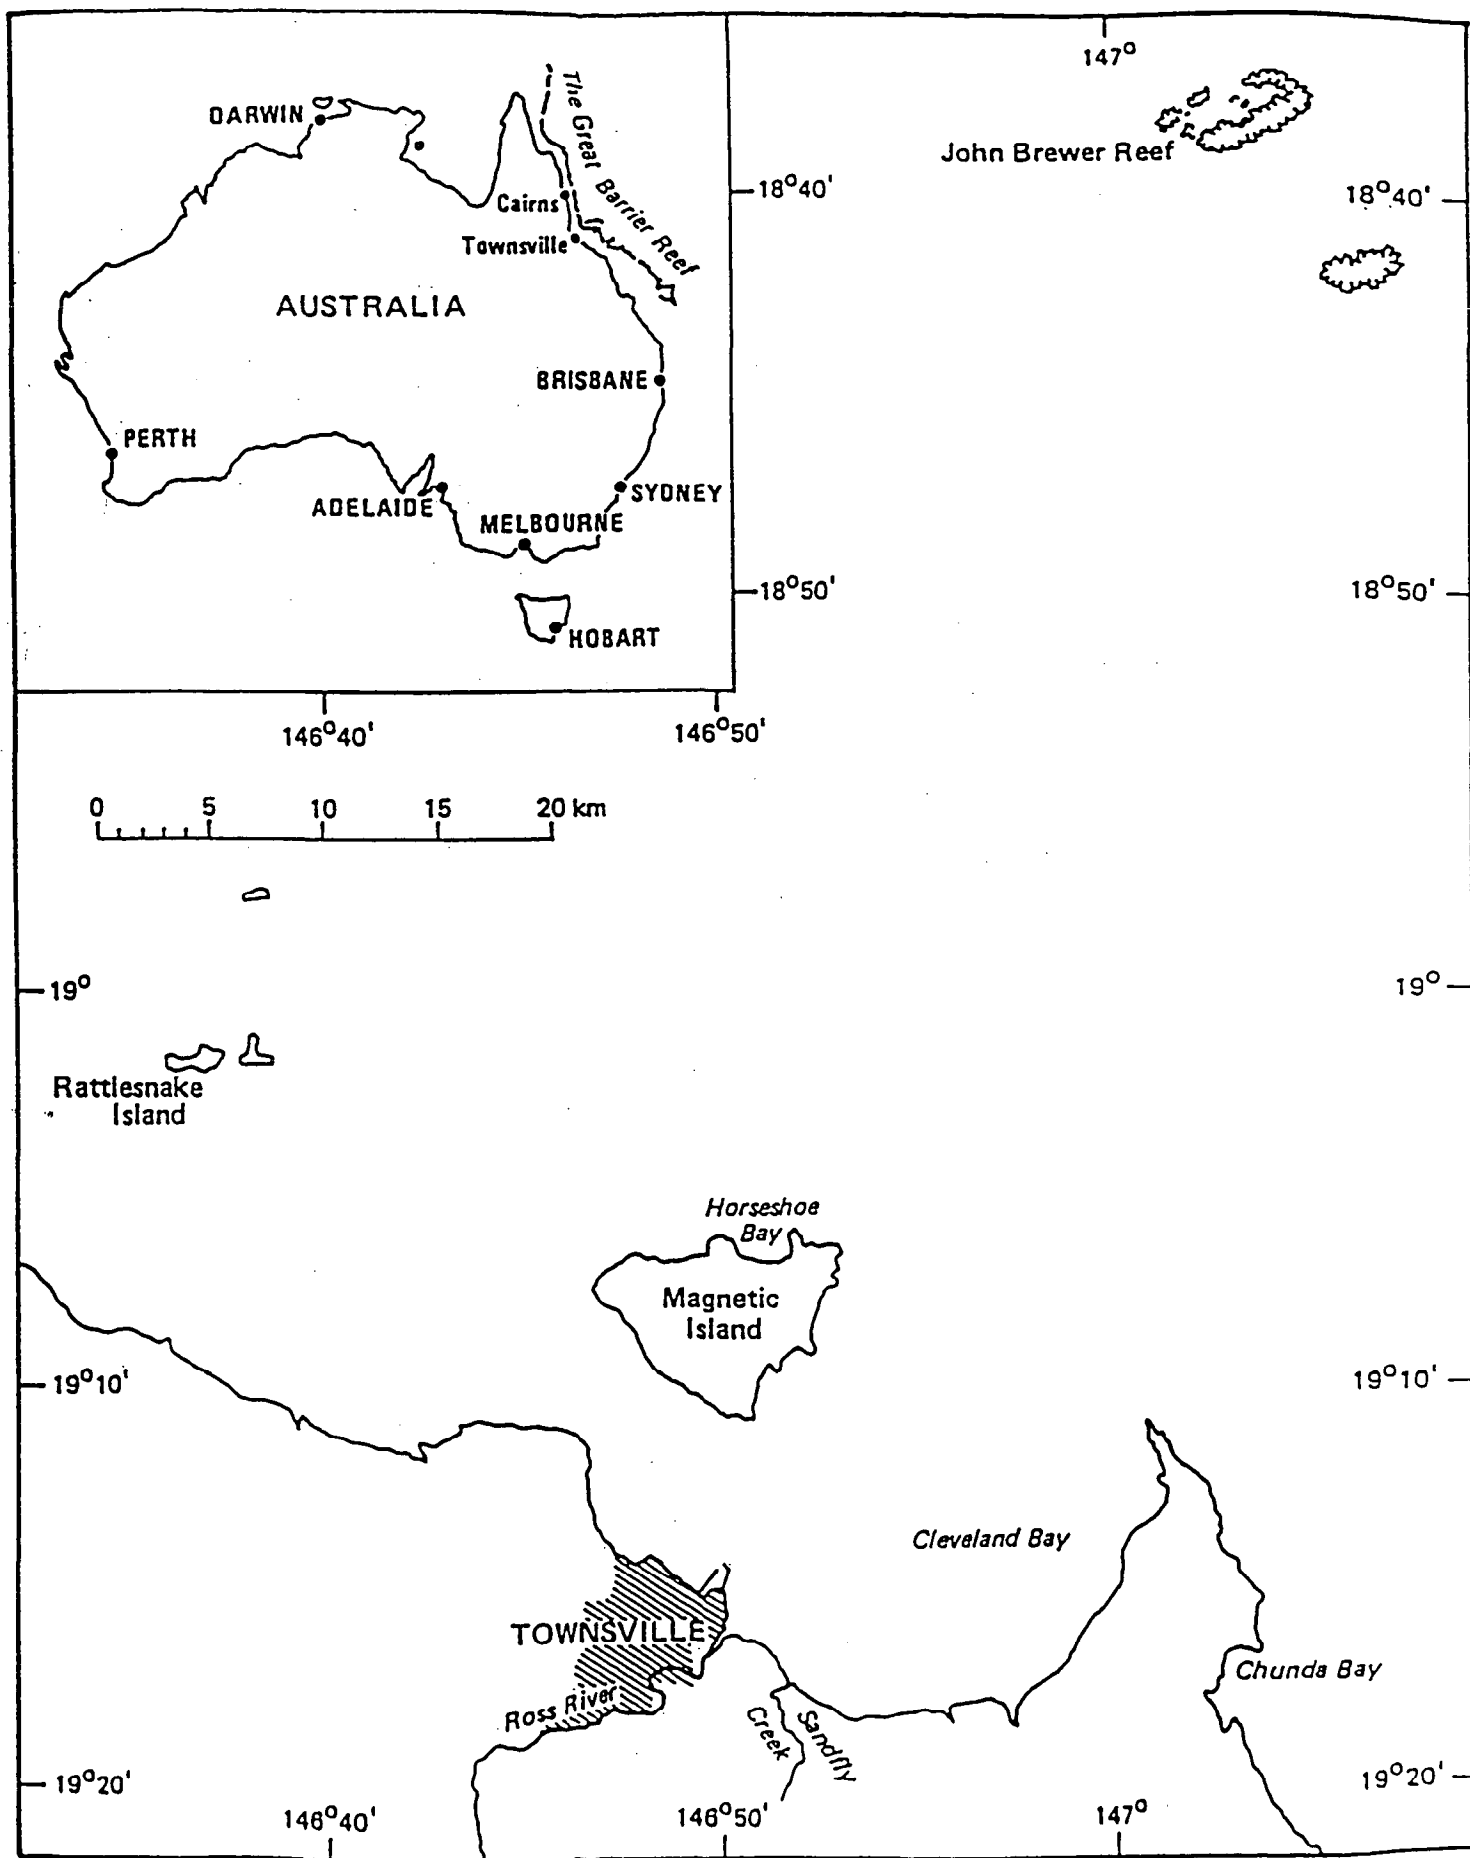 147°
John Brewer Reef
18°40'
18°40'
18°50'
18°50'
DARWIN
The Great Barrier Reef
Cairns
Townsville
AUSTRALIA
BRISBANE
PERTH
ADELAIDE
SYDNEY
MELBOURNE
HOBART
146°40'
146°50'
0 5 10 15 20 km
19°
19°
Rattlesnake
Island
Horseshoe
Bay
Magnetic
Island
19°10'
19°10'
Cleveland Bay
TOWNSVILLE
Chunda Bay
Ross River
Sandfly
Creek
19°20'
19°20'
146°40'
146°50'
147°